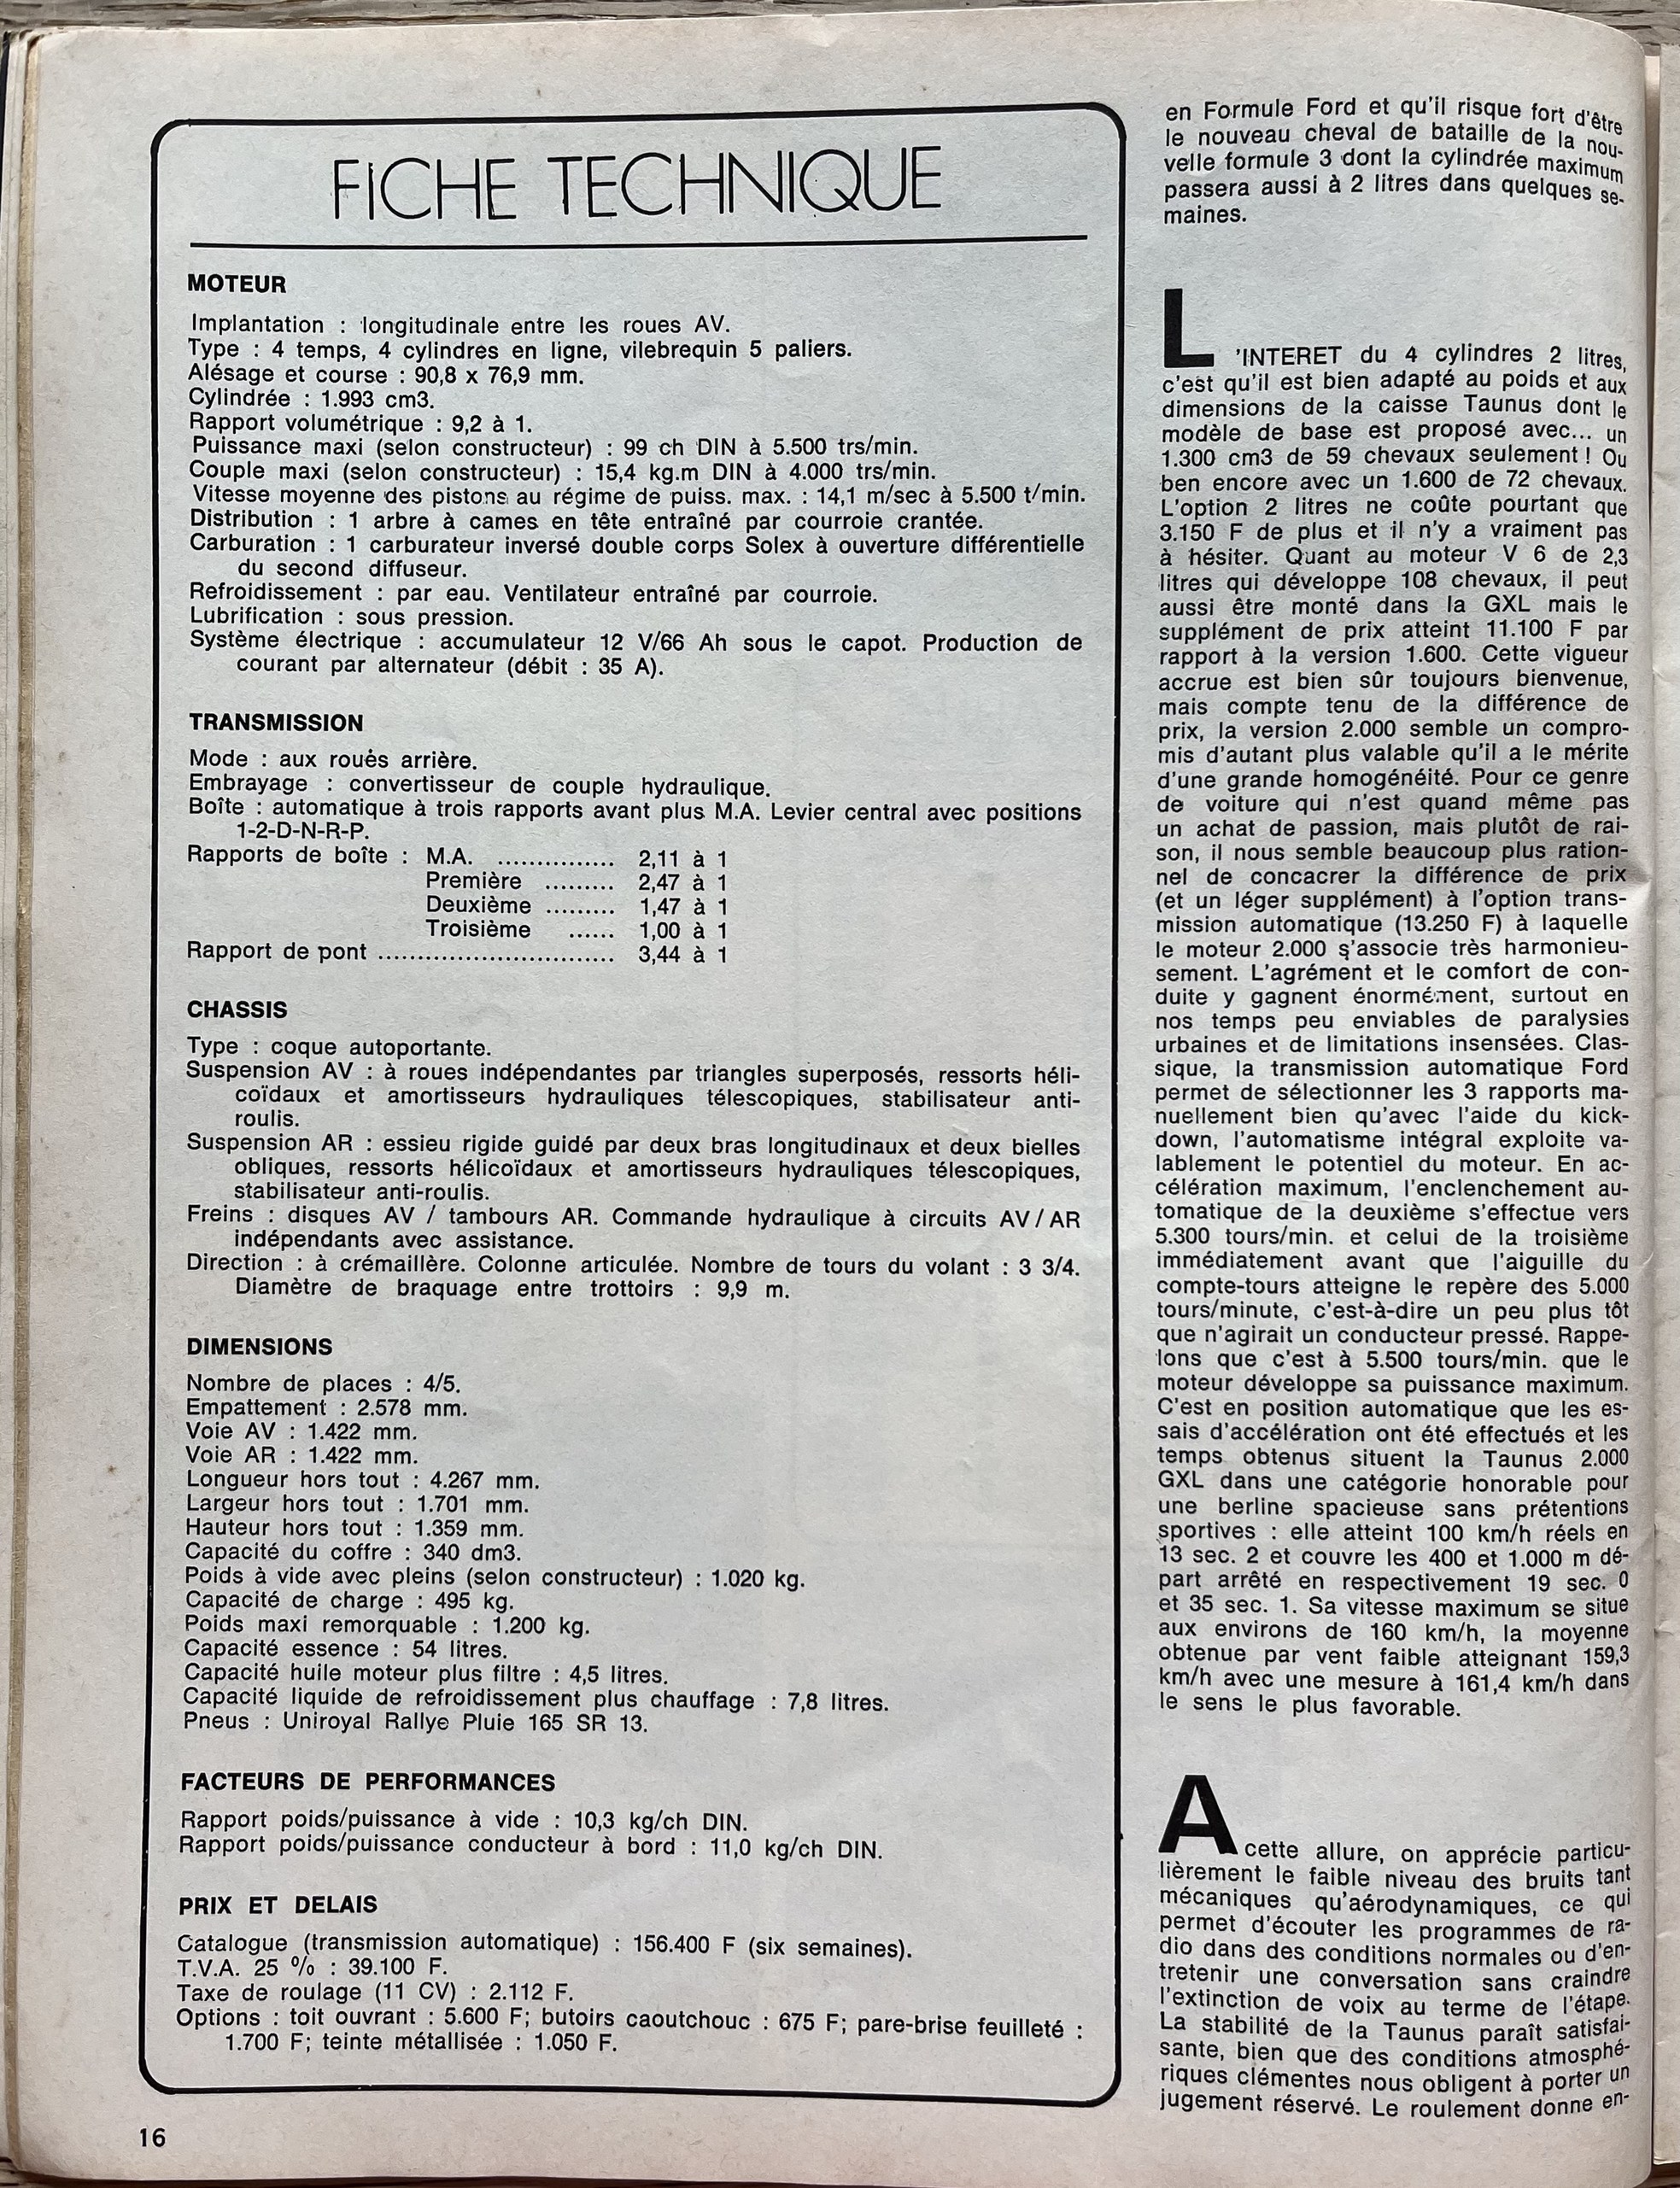 FICHE TECHNIQUE
MOTEUR
Implantation : longitudinale entre les roues AV.
Type : 4 temps, 4 cylindres en ligne, vilebrequin 5 paliers.
Alésage et course : 90,8 x 76,9 mm.
Cylindrée : 1.993 cm3.
Rapport volumétrique : 9,2 à 1.
Puissance maxi (selon constructeur) : 99 ch DIN à 5.500 trs/min.
Couple maxi (selon constructeur) : 15,4 kg.m DIN à 4.000 trs/min.
Vitesse moyenne des pistons au régime de puiss. max. : 14,1 m/sec à 5.500 t/min.
Distribution : 1 arbre à cames en tête entraîné par courroie crantée.
Carburation : 1 carburateur inversé double corps Solex à ouverture différentielle
du second diffuseur.
Refroidissement : par eau. Ventilateur entraîné par courroie.
Lubrification : sous pression.
Système électrique : accumulateur 12 V/66 Ah sous le capot. Production de
courant par alternateur (débit : 35 A).
TRANSMISSION
Mode : aux roues arrière.
Embrayage : convertisseur de couple hydraulique.
Boîte : automatique à trois rapports avant plus M.A. Levier central avec positions
1-2-D-N-R-P.
Rapports de boîte : M.A. ............... 2,11 à 1
Première ......... 2,47 à 1
Deuxième ......... 1,47 à 1
Troisième ...... 1,00 à 1
Rapport de pont .............................. 3,44 à 1
CHASSIS
Type : coque autoportante.
Suspension AV : à roues indépendantes par triangles superposés, ressorts héli-
coïdaux et amortisseurs hydrauliques télescopiques, stabilisateur anti-
roulis.
Suspension AR : essieu rigide guidé par deux bras longitudinaux et deux bielles
obliques, ressorts hélicoïdaux et amortisseurs hydrauliques télescopiques,
stabilisateur anti-roulis.
Freins : disques AV / tambours AR. Commande hydraulique à circuits AV/AR
indépendants avec assistance.
Direction : à crémaillère. Colonne articulée. Nombre de tours du volant : 3 3/4.
Diamètre de braquage entre trottoirs : 9,9 m.
DIMENSIONS
Nombre de places : 4/5.
Empattement : 2.578 mm.
Voie AV : 1.422 mm.
Voie AR : 1.422 mm.
Longueur hors tout : 4.267 mm.
Largeur hors tout : 1.701 mm.
Hauteur hors tout : 1.359 mm.
Capacité du coffre : 340 dm3.
Poids à vide avec pleins (selon constructeur) : 1.020 kg.
Capacité de charge : 495 kg.
Poids maxi remorquable : 1.200 kg.
Capacité essence : 54 litres.
Capacité huile moteur plus filtre : 4,5 litres.
Capacité liquide de refroidissement plus chauffage : 7,8 litres.
Pneus : Uniroyal Rallye Pluie 165 SR 13.
FACTEURS DE PERFORMANCES
Rapport poids/puissance à vide : 10,3 kg/ch DIN.
Rapport poids/puissance conducteur à bord : 11,0 kg/ch DIN.
PRIX ET DELAIS
Catalogue (transmission automatique) : 156.400 F (six semaines).
T.V.A. 25 % : 39.100 F.
Taxe de roulage (11 CV) : 2.112 F.
Options : toit ouvrant : 5.600 F; butoirs caoutchouc : 675 F; pare-brise feuilleté :
1.700 F; teinte métallisée : 1.050 F.
16
en Formule Ford et qu'il risque fort d'être
le nouveau cheval de bataille de la nou-
velle formule 3 dont la cylindrée maximum
passera aussi à 2 litres dans quelques se-
maines.
L'INTERET du 4 cylindres 2 litres,
c'est qu'il est bien adapté au poids et aux
dimensions de la caisse Taunus dont le
modèle de base est proposé avec... un
1.300 cm3 de 59 chevaux seulement! Ou
ben encore avec un 1.600 de 72 chevaux.
L'option 2 litres ne coûte pourtant que
3.150 F de plus et il n'y a vraiment pas
à hésiter. Quant au moteur V 6 de 2,3
litres qui développe 108 chevaux, il peut
aussi être monté dans la GXL mais le
supplément de prix atteint 11.100 F par
rapport à la version 1.600. Cette vigueur
accrue est bien sûr toujours bienvenue,
mais compte tenu de la différence de
prix, la version 2.000 semble un compro-
mis d'autant plus valable qu'il a le mérite
d'une grande homogénéité. Pour ce genre
de voiture qui n'est quand même pas
un achat de passion, mais plutôt de rai-
son, il nous semble beaucoup plus ration-
nel de concacrer la différence de prix
(et un léger supplément) à l'option trans-
mission automatique (13.250 F) à laquelle
le moteur 2.000 s'associe très harmonieu-
sement. L'agrément et le comfort de con-
duite y gagnent énormément, surtout en
nos temps peu enviables de paralysies
urbaines et de limitations insensées. Clas-
sique, la transmission automatique Ford
permet de sélectionner les 3 rapports ma-
nuellement bien qu'avec l'aide du kick-
down, l'automatisme intégral exploite va-
lablement le potentiel du moteur. En ac-
célération maximum, l'enclenchement au-
tomatique de la deuxième s'effectue vers
5.300 tours/min. et celui de la troisième
immédiatement avant que l'aiguille du
compte-tours atteigne le repère des 5.000
tours/minute, c'est-à-dire un peu plus tôt
que n'agirait un conducteur pressé. Rappe-
lons que c'est à 5.500 tours/min. que le
moteur développe sa puissance maximum.
C'est en position automatique que les es-
sais d'accélération ont été effectués et les
temps obtenus situent la Taunus 2.000
GXL dans une catégorie honorable pour
une berline spacieuse sans prétentions
sportives : elle atteint 100 km/h réels en
13 sec. 2 et couvre les 400 et 1.000 m dé-
part arrêté en respectivement 19 sec. 0
et 35 sec. 1. Sa vitesse maximum se situe
aux environs de 160 km/h, la moyenne
obtenue par vent faible atteignant 159,3
km/h avec une mesure à 161,4 km/h dans
le sens le plus favorable.
A cette allure, on apprécie particu-
lièrement le faible niveau des bruits tant
mécaniques qu'aérodynamiques, ce qui
permet d'écouter les programmes de ra-
dio dans des conditions normales ou d'en-
tretenir une conversation sans craindre
l'extinction de voix au terme de l'étape.
La stabilité de la Taunus paraît satisfai-
sante, bien que des conditions atmosphé-
riques clémentes nous obligent à porter un
jugement réservé. Le roulement donne en-